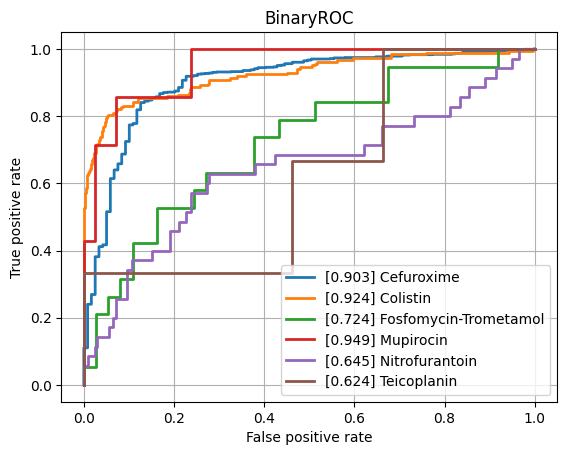 BinaryROC
True positive rate
1.0
0.8
0.6
0.4
0.2
0.0
[0.903] Cefuroxime
[0.924] Colistin
[0.724] Fosfomycin-Trometamol
[0.949] Mupirocin
[0.645] Nitrofurantoin
[0.624] Teicoplanin
0.0 0.2 0.4 0.6 0.8 1.0
False positive rate